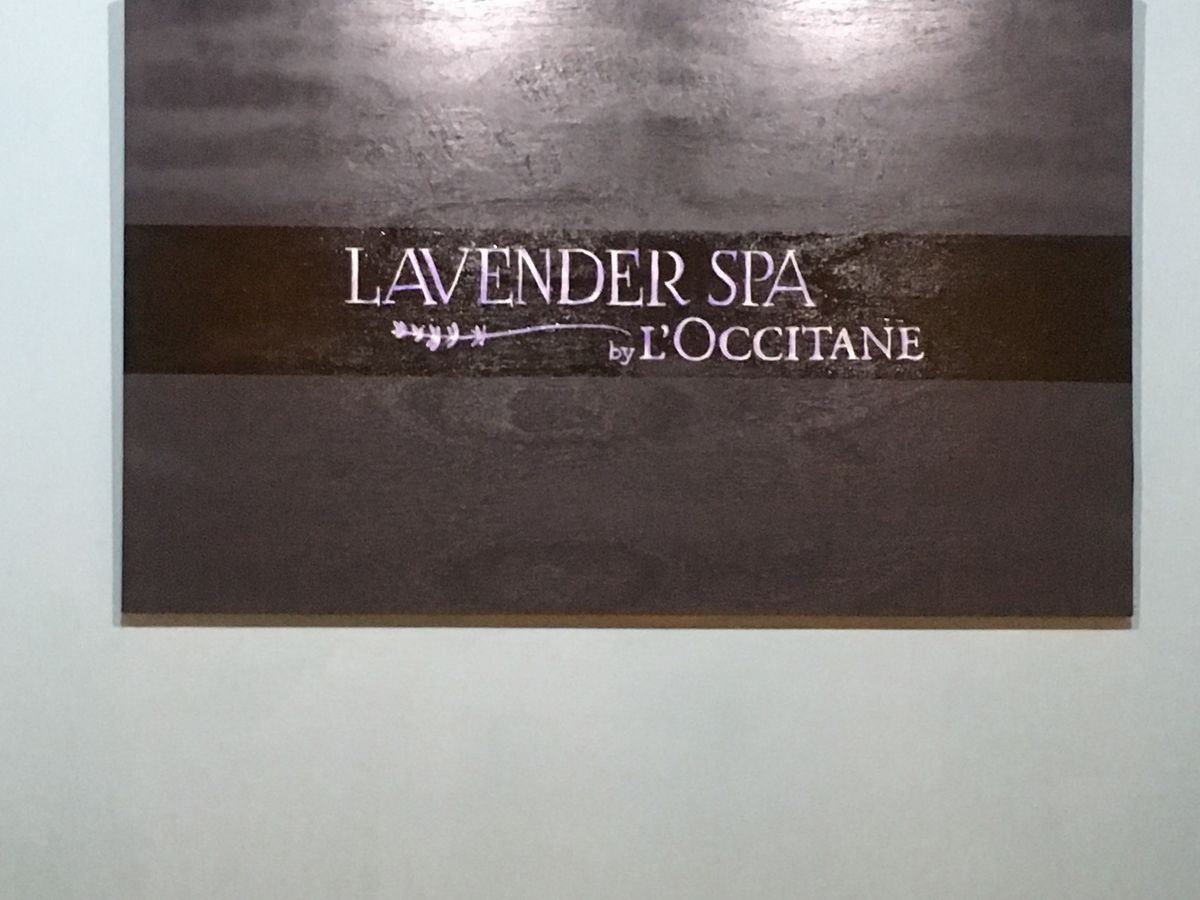 LAVENDER SPA
by L'OCCITANE